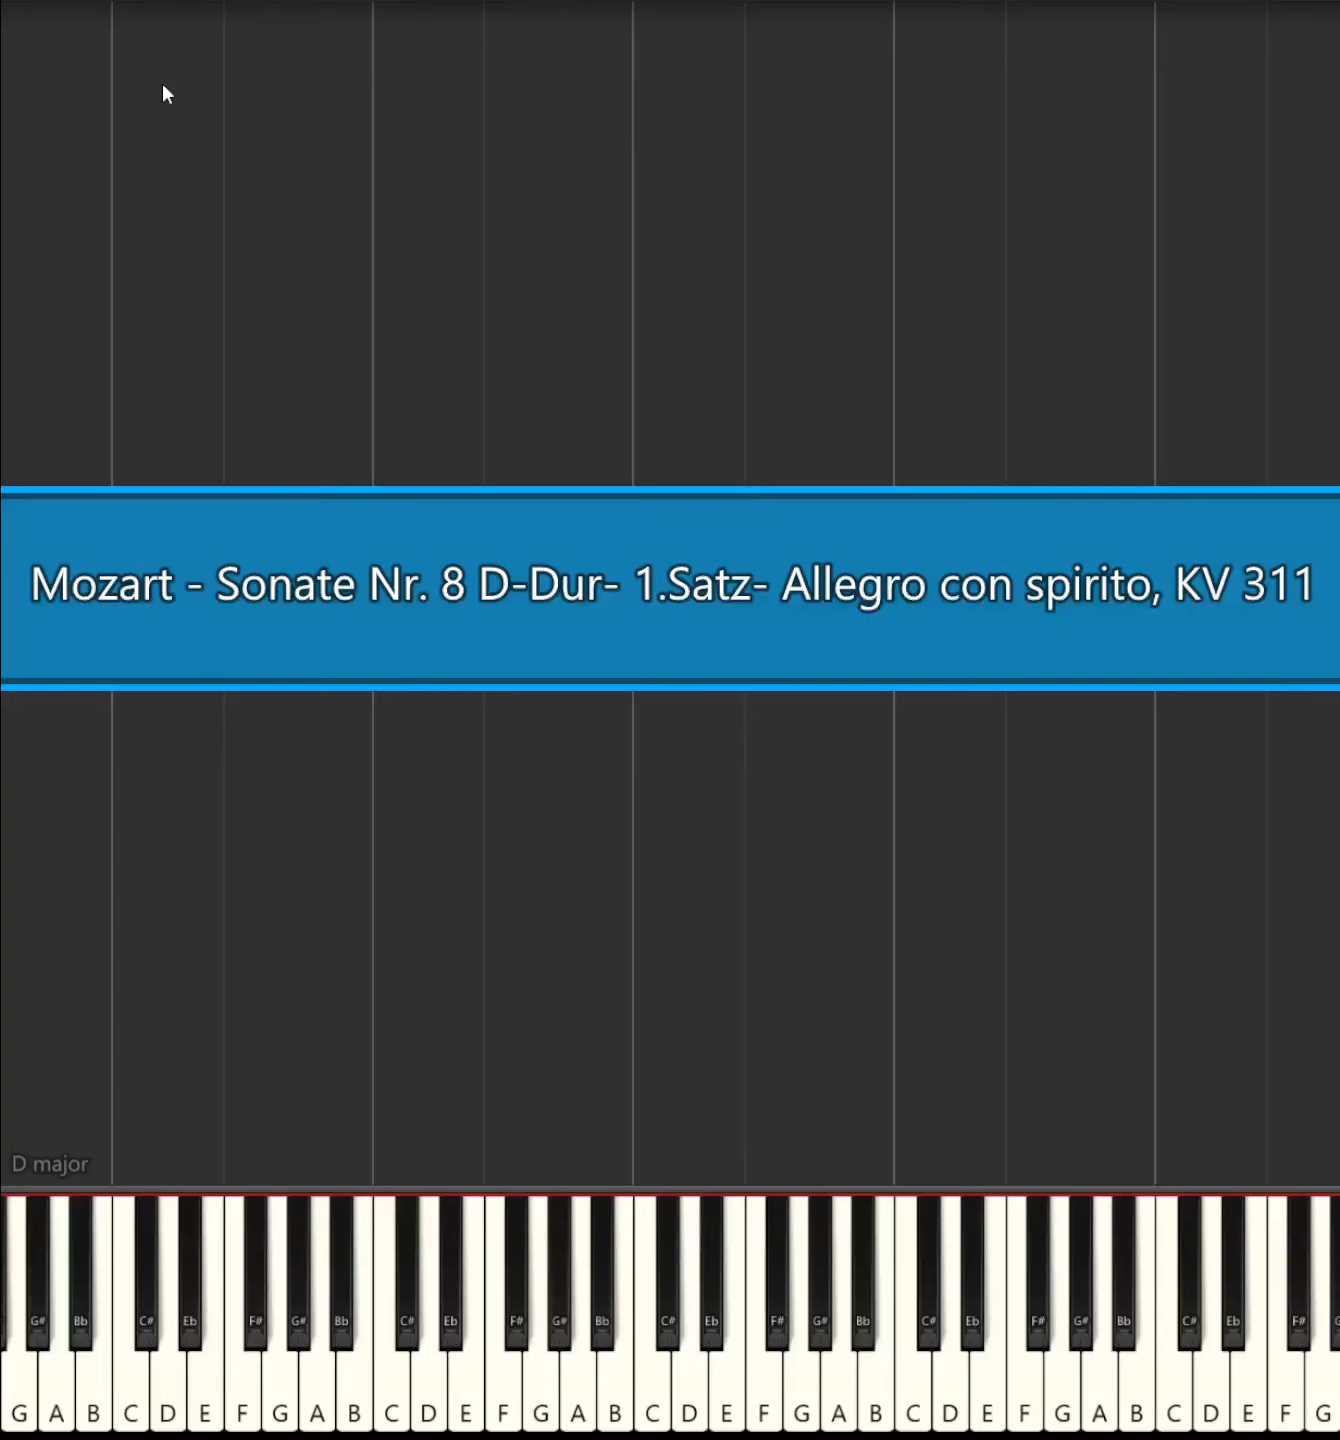 Mozart - Sonate Nr. 8 D-Dur- 1.Satz- Allegro con spirito, KV 311
D major
G# Bb C# Eb F# G# Bb C# Eb F# G# Bb C# Eb F# G# Bb C# Eb F# G# Bb C# Eb F# G
G A B C D E F G A B C D E F G A B C D E F G A B C D E F G A B C D E F G